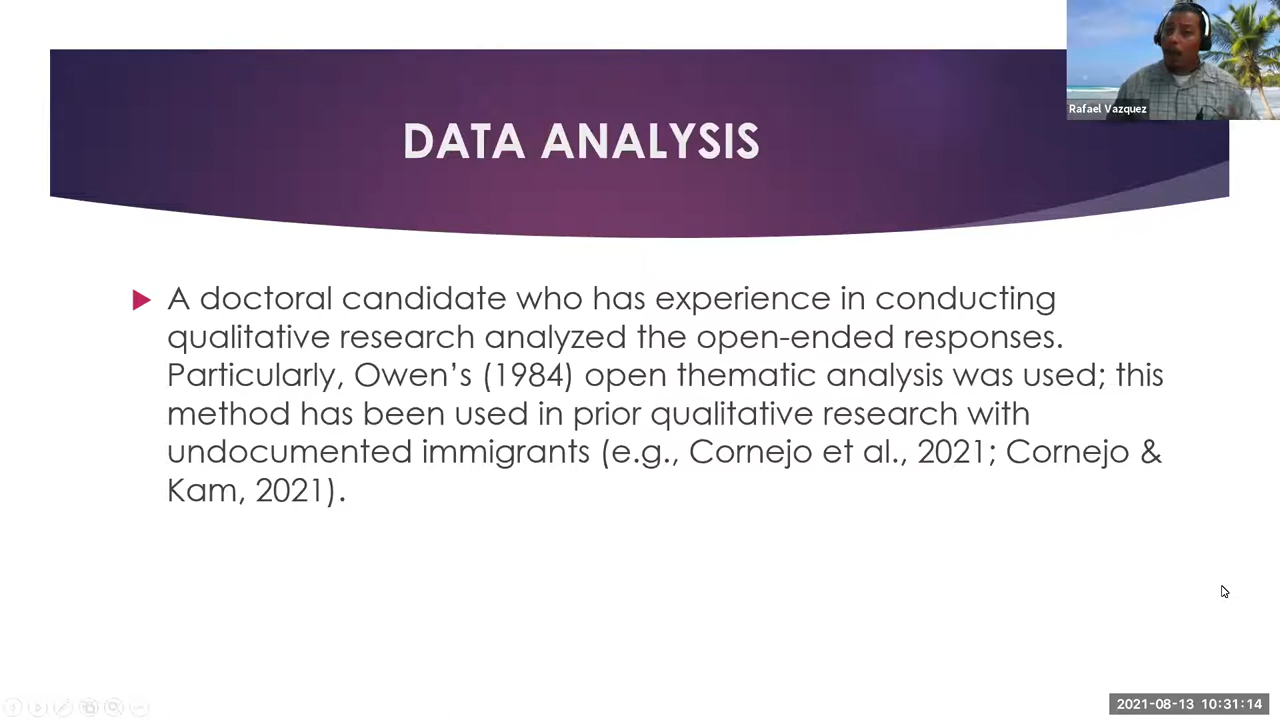 Rafael Vazquez
DATA ANALYSIS
A doctoral candidate who has experience in conducting
qualitative research analyzed the open-ended responses.
Particularly, Owen's (1984) open thematic analysis was used; this
method has been used in prior qualitative research with
undocumented immigrants (e.g., Cornejo et al., 2021; Cornejo &
Kam, 2021).
2021-08-13 10:31:14